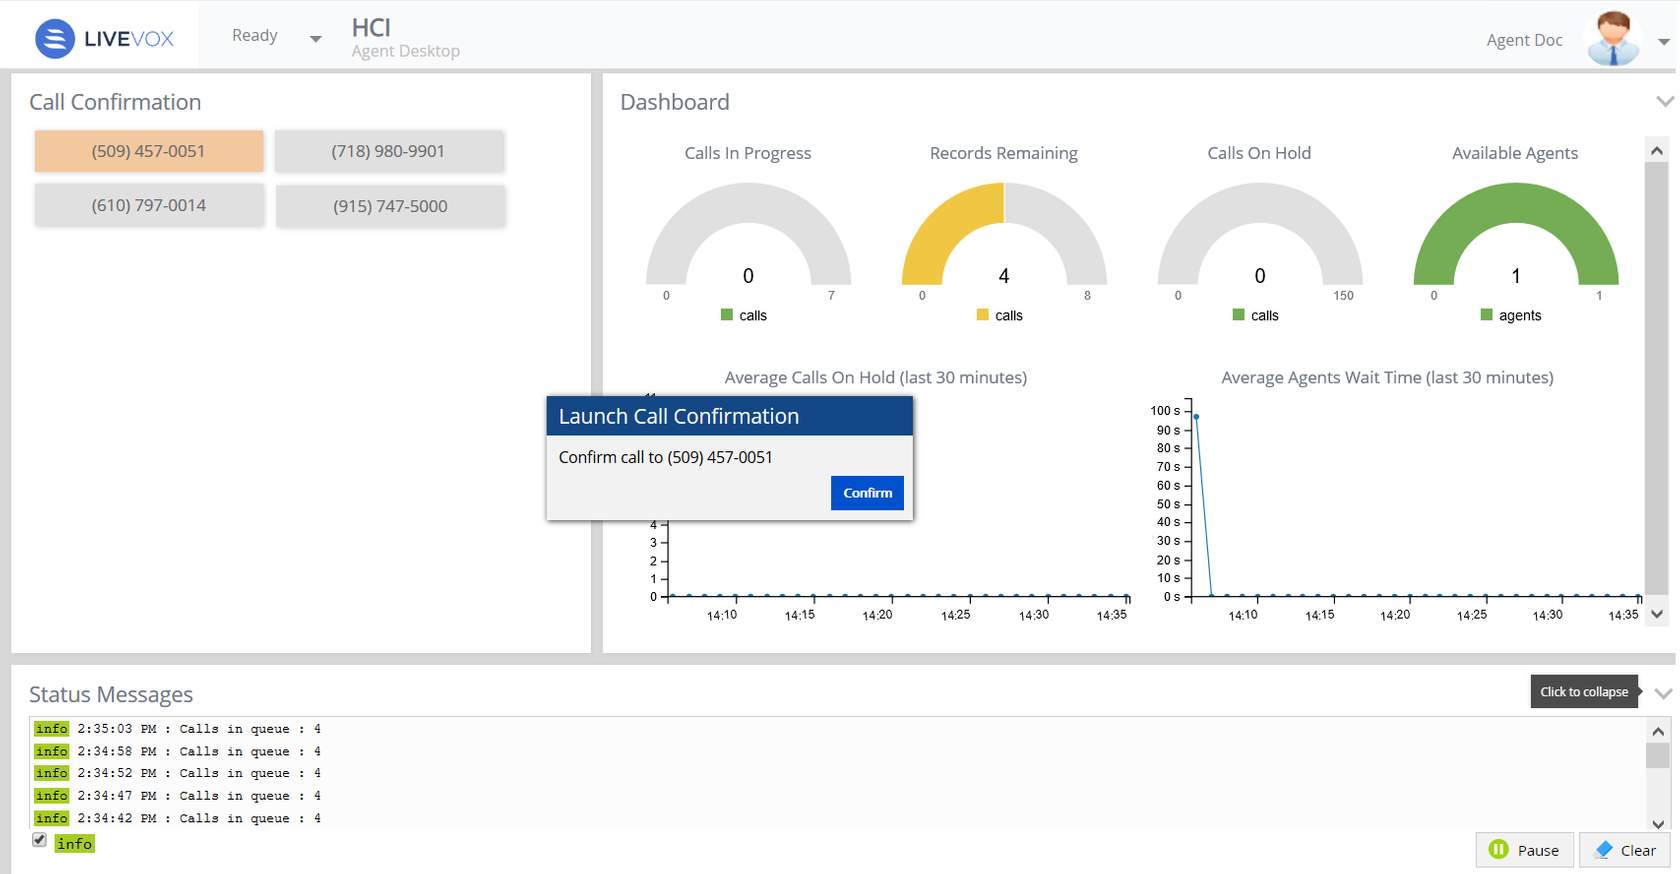 LIVEVOX
Ready
HCI
Agent Desktop
Agent Doc
Call Confirmation
(509) 457-0051
(718) 980-9901
(610) 797-0014
(915) 747-5000
Dashboard
Calls In Progress
0
0 7
calls
Records Remaining
4
0 8
calls
Calls On Hold
0
0 150
calls
Available Agents
1
0 1
agents
Average Calls On Hold (last 30 minutes)
4
3
2
1
0
14:10 14:15 14:20 14:25 14:30 14:35
Average Agents Wait Time (last 30 minutes)
100 s
90 s
80 s
70 s
60 s
50 s
40 s
30 s
20 s
10 s
0 s
14:10 14:15 14:20 14:25 14:30 14:35
Launch Call Confirmation
Confirm call to (509) 457-0051
Confirm
Status Messages
Click to collapse
info 2:35:03 PM : Calls in queue : 4
info 2:34:58 PM : Calls in queue : 4
info 2:34:52 PM : Calls in queue : 4
info 2:34:47 PM : Calls in queue : 4
info 2:34:42 PM : Calls in queue : 4
info
Pause
Clear